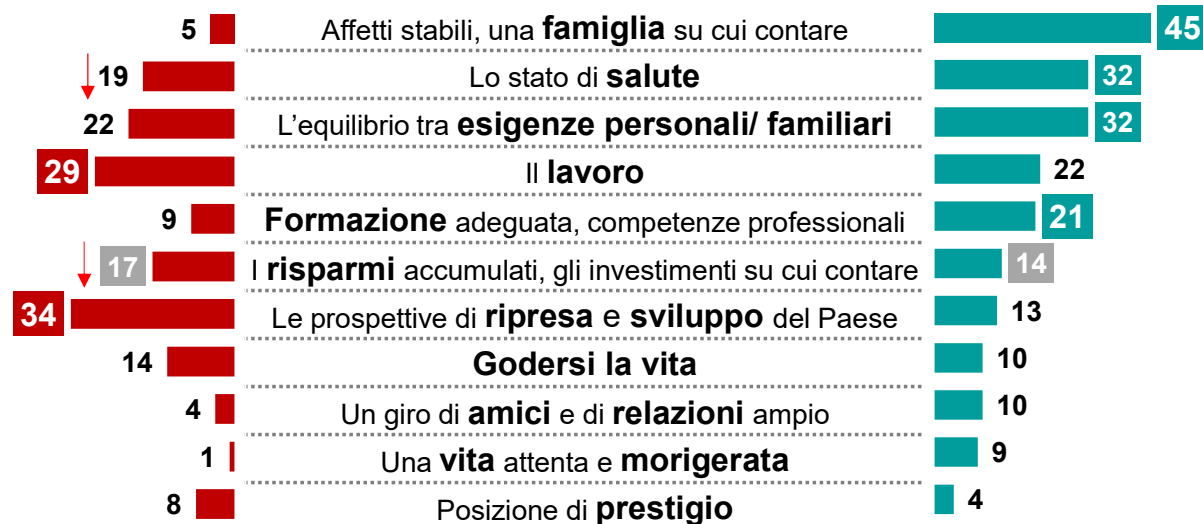 5 Affetti stabili, una famiglia su cui contare 45
19 Lo stato di salute 32
22 L'equilibrio tra esigenze personali/ familiari 32
29 Il lavoro 22
9 Formazione adeguata, competenze professionali 21
17 I risparmi accumulati, gli investimenti su cui contare 14
34 Le prospettive di ripresa e sviluppo del Paese 13
14 Godersi la vita 10
4 Un giro di amici e di relazioni ampio 10
1 Una vita attenta e morigerata 9
8 Posizione di prestigio 4